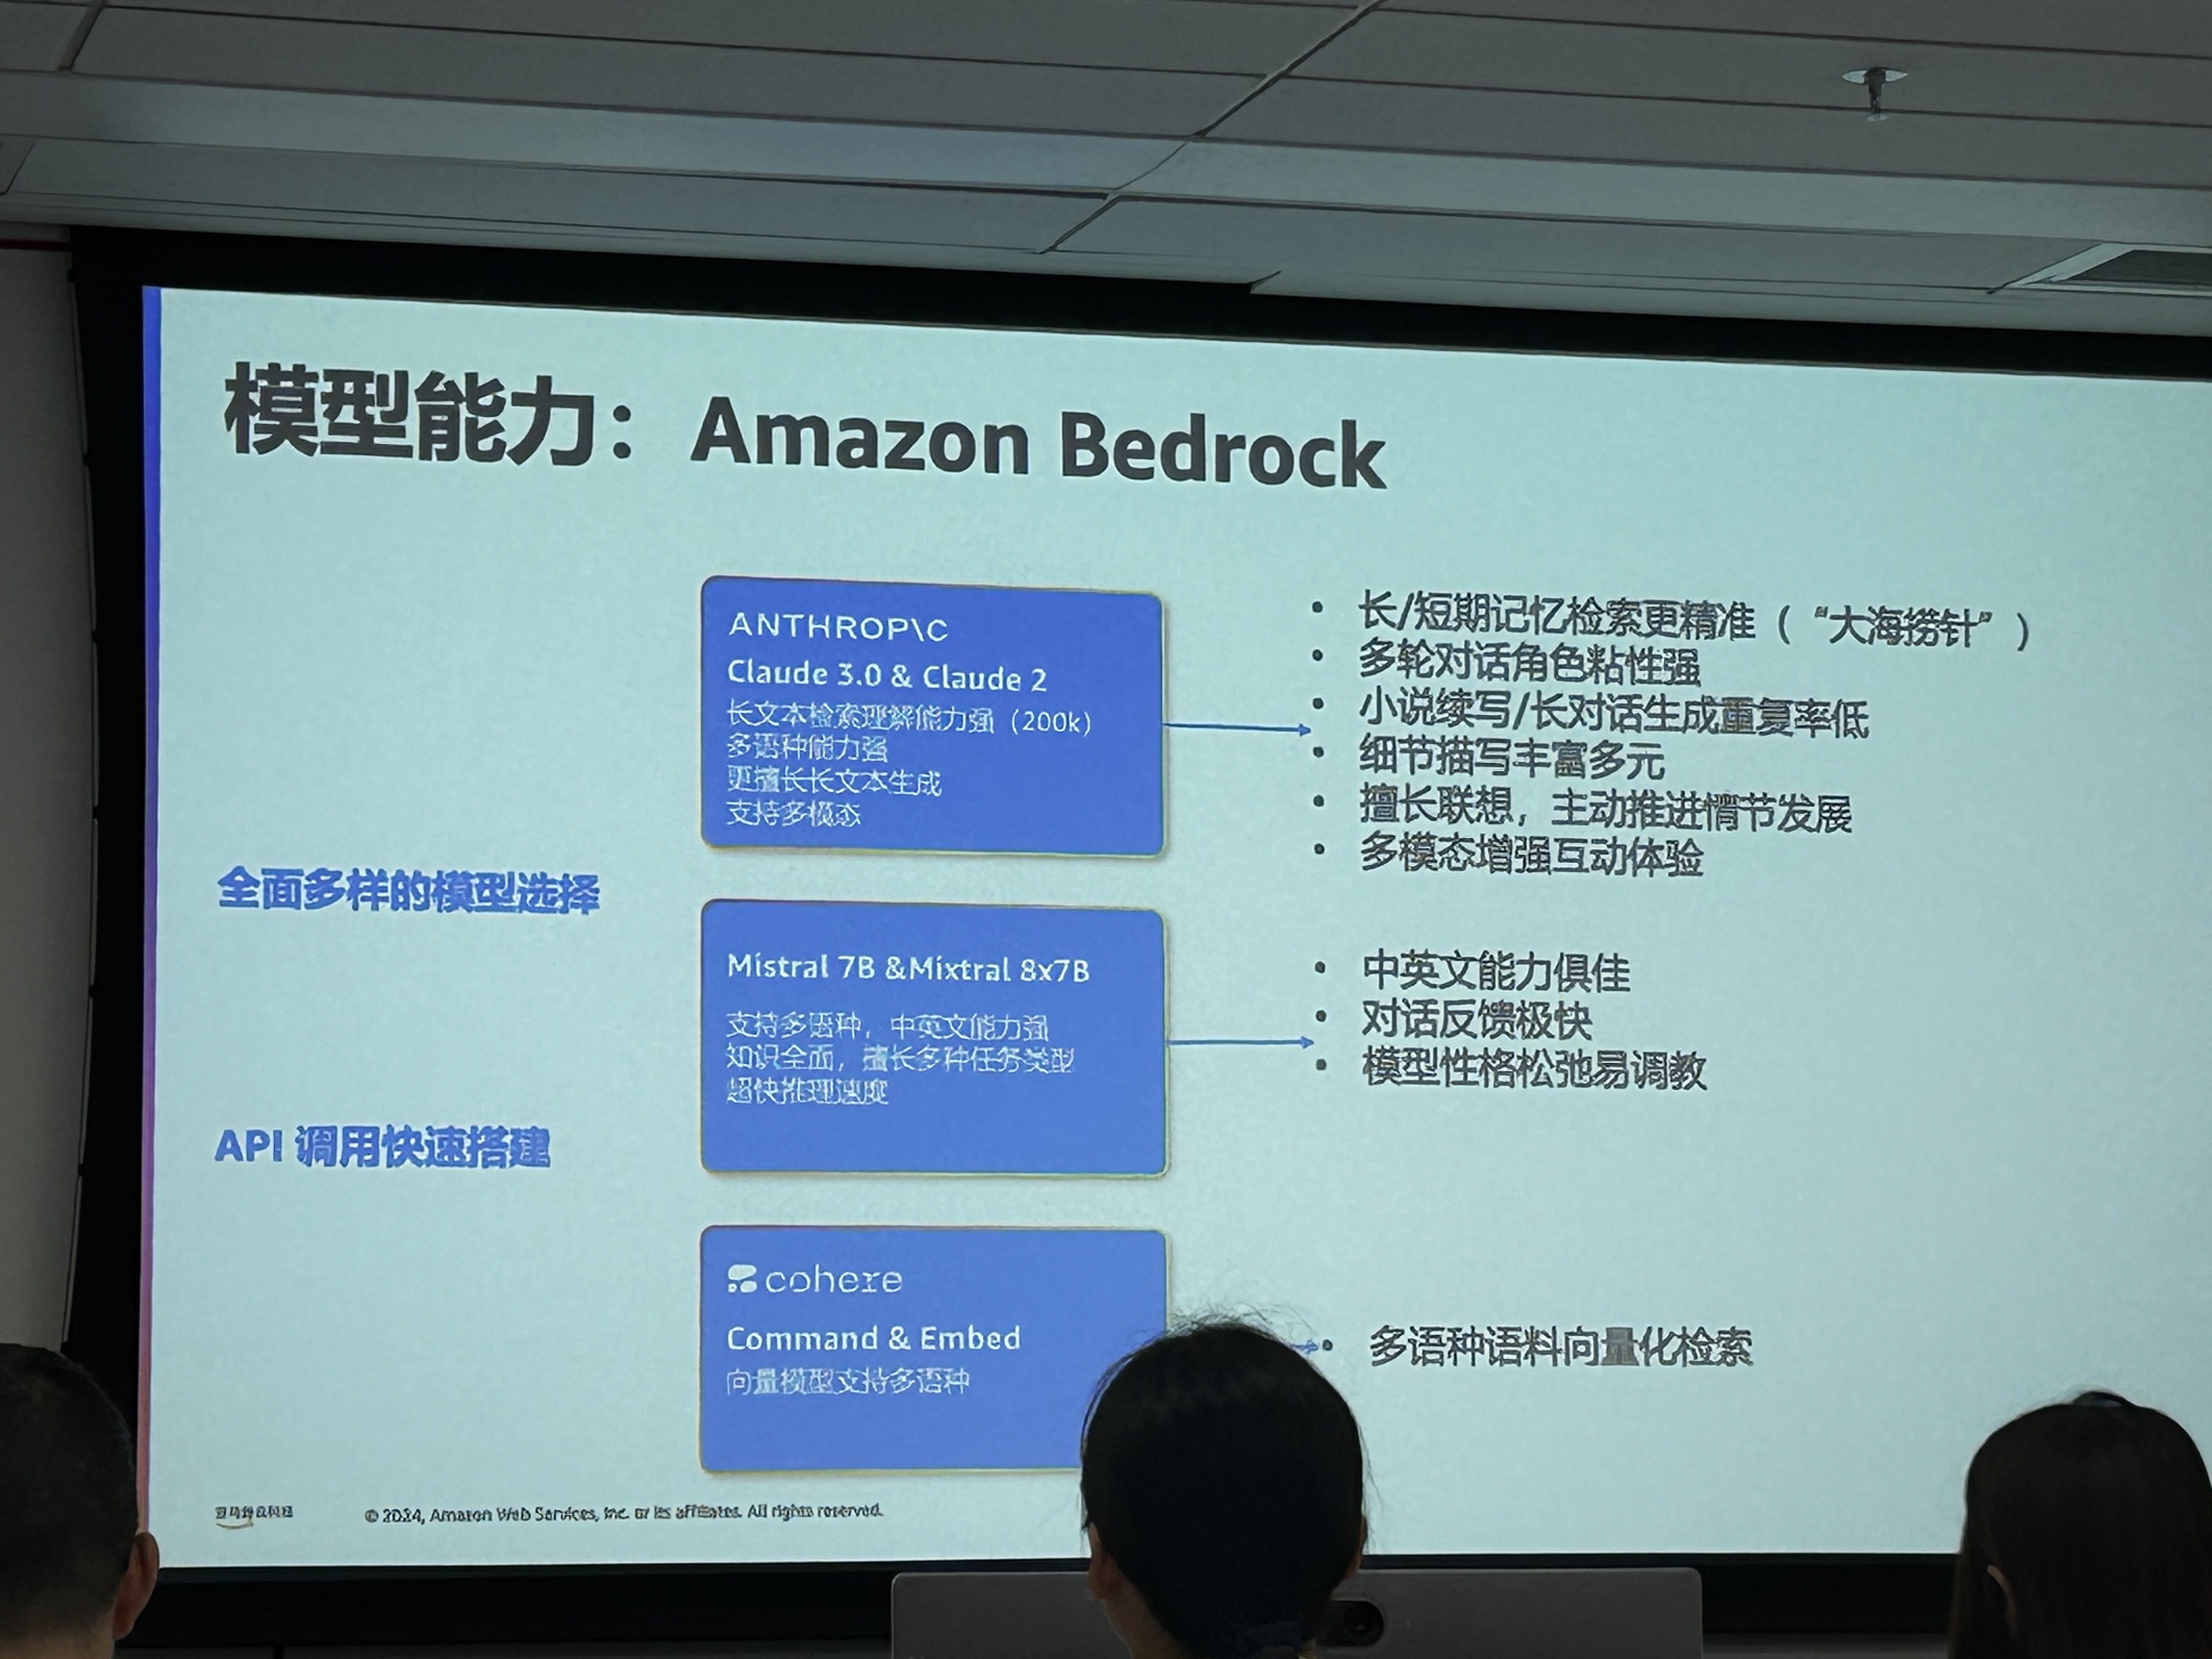 模型能力：Amazon Bedrock
全面多样的模型选择
API 调用快速搭建
ANTHROP\C
Claude 3.0 & Claude 2
长文本检索理解能力强（200k）
多语种能力强
更擅长长文本生成
支持多模态
• 长/短期记忆检索更精准（“大海捞针”）
• 多轮对话角色粘性强
• 小说续写/长对话生成重复率低
• 细节描写丰富多元
• 擅长联想，主动推进情节发展
• 多模态增强互动体验
Mistral 7B &Mixtral 8x7B
支持多语种，中英文能力强
知识全面，擅长多种任务类型
超快推理速度
• 中英文能力俱佳
• 对话反馈极快
• 模型性格松弛易调教
cohere
Command & Embed
向量模型支持多语种
• 多语种语料向量化检索
亚马逊云科技
© 2024, Amazon Web Services, Inc. or its affiliates. All rights reserved.